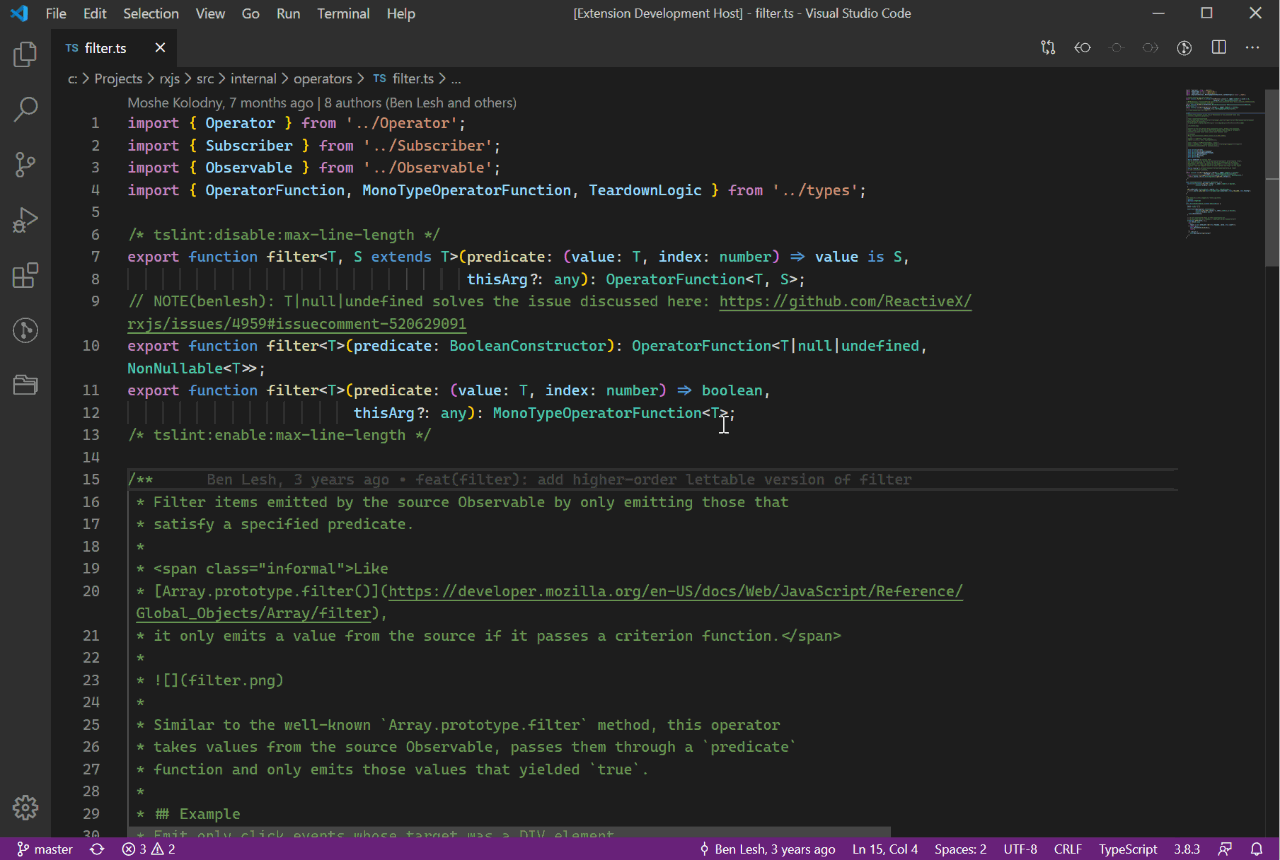 File Edit Selection View Go Run Terminal Help [Extension Development Host] - filter.ts - Visual Studio Code
TS filter.ts
c: > Projects > rxjs > src > internal > operators > TS filter.ts > ...
Moshe Kolodny, 7 months ago | 8 authors (Ben Lesh and others)
1 import { Operator } from '../Operator';
2 import { Subscriber } from '../Subscriber';
3 import { Observable } from '../Observable';
4 import { OperatorFunction, MonoTypeOperatorFunction, TeardownLogic } from '../types';
5
6 /* tslint:disable:max-line-length */
7 export function filter<T, S extends T>(predicate: (value: T, index: number) => value is S,
8 thisArg?: any): OperatorFunction<T, S>;
9 // NOTE(benlesh): T|null|undefined solves the issue discussed here: https://github.com/ReactiveX/
rxjs/issues/4959#issuecomment-520629091
10 export function filter<T>(predicate: BooleanConstructor): OperatorFunction<T|null|undefined,
NonNullable<T>>;
11 export function filter<T>(predicate: (value: T, index: number) => boolean,
12 thisArg?: any): MonoTypeOperatorFunction<T>;
13 /* tslint:enable:max-line-length */
14
15 /** Ben Lesh, 3 years ago • feat(filter): add higher-order lettable version of filter
16 * Filter items emitted by the source Observable by only emitting those that
17 * satisfy a specified predicate.
18 *
19 * <span class="informal">Like
20 * [Array.prototype.filter()](https://developer.mozilla.org/en-US/docs/Web/JavaScript/Reference/
Global_Objects/Array/filter),
21 * it only emits a value from the source if it passes a criterion function.</span>
22 *
23 * ![](filter.png)
24 *
25 * Similar to the well-known `Array.prototype.filter` method, this operator
26 * takes values from the source Observable, passes them through a `predicate`
27 * function and only emits those values that yielded `true`.
28 *
29 * ## Example
30 * Emit only click events whose target was a DIV element
master 3 2 Ben Lesh, 3 years ago Ln 15, Col 4 Spaces: 2 UTF-8 CRLF TypeScript 3.8.3